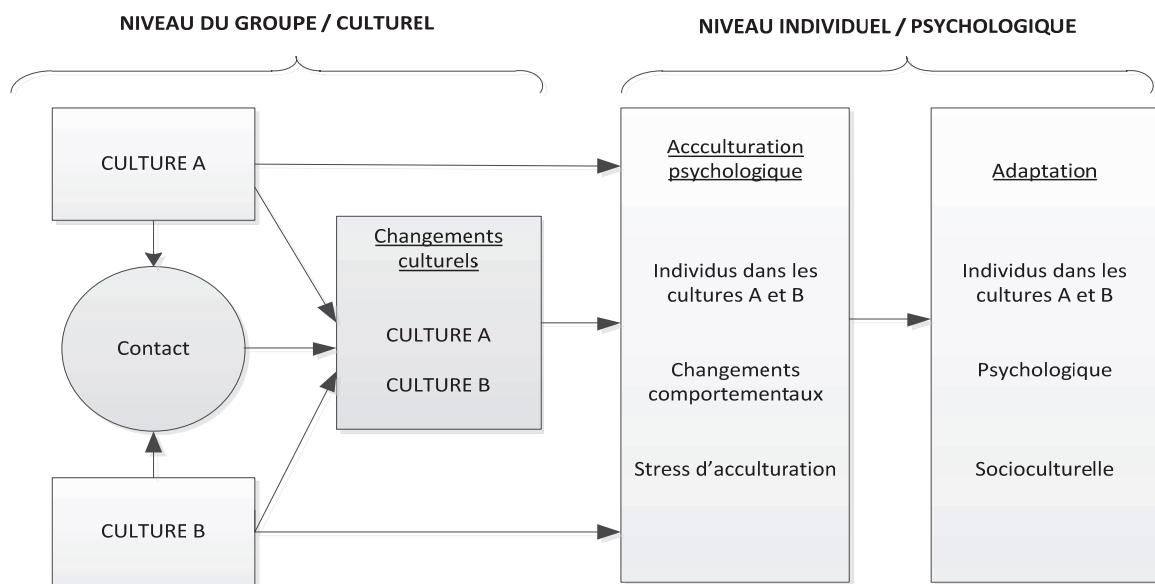 NIVEAU DU GROUPE / CULTUREL
NIVEAU INDIVIDUEL / PSYCHOLOGIQUE
CULTURE A
Contact
CULTURE B
Changements
culturels
CULTURE A
CULTURE B
Accculturation
psychologique
Individus dans les
cultures A et B
Changements
comportementaux
Stress d’acculturation
Adaptation
Individus dans les
cultures A et B
Psychologique
Socioculturelle